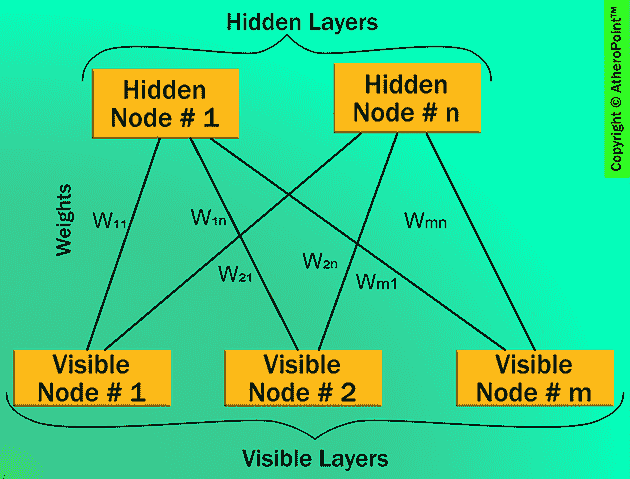 Hidden Layers
Copyright © AtheroPoint™
Hidden
Node # 1
Hidden
Node # n
Weights
W₁₁
W₁ₙ
W₂₁
W₂ₙ
Wₘ₁
Wₘₙ
Visible
Node # 1
Visible
Node # 2
Visible
Node # m
Visible Layers